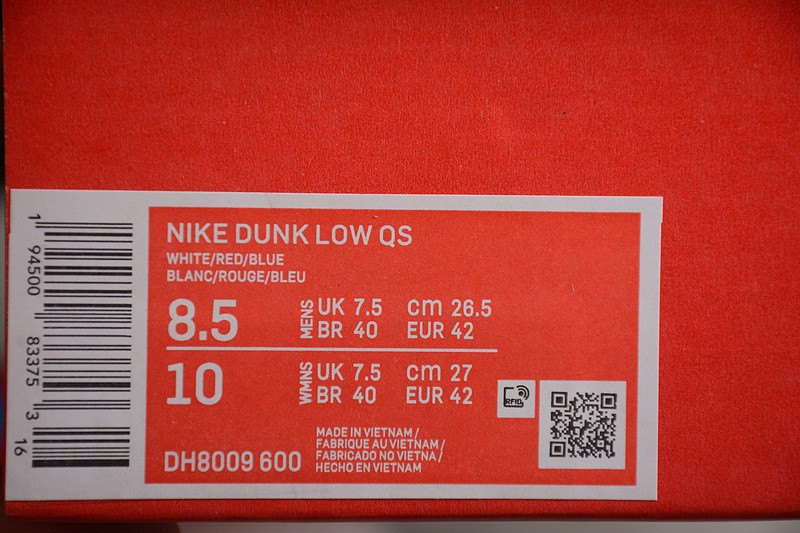 NIKE DUNK LOW QS
WHITE/RED/BLUE
BLANC/ROUGE/BLEU
8.5
MENS
UK 7.5 cm 26.5
BR 40 EUR 42
10
WMNS
UK 7.5 cm 27
BR 40 EUR 42
RFID
DH8009 600
MADE IN VIETNAM /
FABRIQUE AU VIETNAM /
FABRICADO NO VIETNA /
HECHO EN VIETNAM
1 94500 83375 3
16